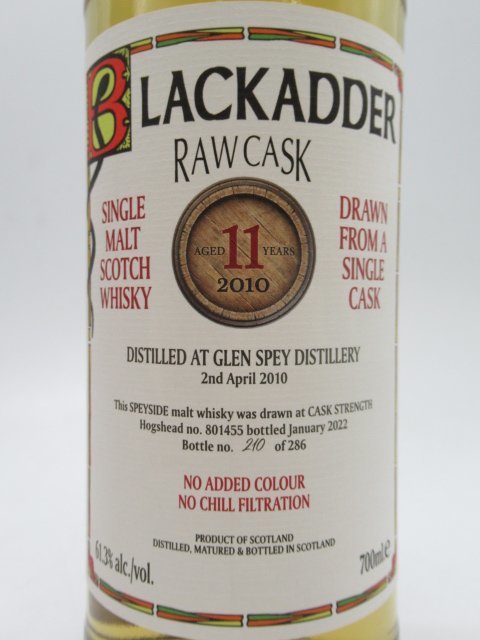 BLACKADDER
RAW CASK
SINGLE
MALT
SCOTCH
WHISKY
AGED 11 YEARS
2010
DRAWN
FROM A
SINGLE
CASK
DISTILLED AT GLEN SPEY DISTILLERY
2nd April 2010
This SPEYSIDE malt whisky was drawn at CASK STRENGTH
Hogshead no. 801455 bottled January 2022
Bottle no. 210 of 286
NO ADDED COLOUR
NO CHILL FILTRATION
PRODUCT OF SCOTLAND
DISTILLED, MATURED & BOTTLED IN SCOTLAND
61.3% alc./vol.
700ml e